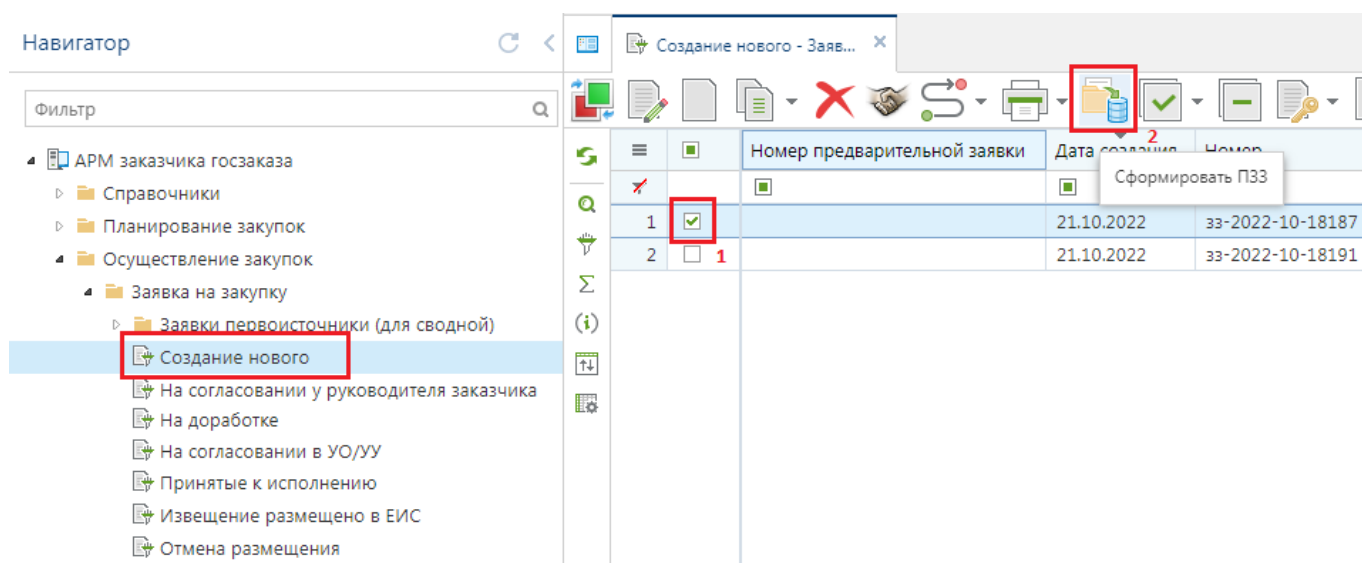 Навигатор
Фильтр
АРМ заказчика госзаказа
Справочники
Планирование закупок
Осуществление закупок
Заявка на закупку
Заявки первоисточники (для сводной)
Создание нового
На согласовании у руководителя заказчика
На доработке
На согласовании в УО/УУ
Принятые к исполнению
Извещение размещено в ЕИС
Отмена размещения
Создание нового - Заяв...
2
Номер предварительной заявки Дата создания Номер
Сформировать ПЗЗ
1 21.10.2022 зз-2022-10-18187
2 1 21.10.2022 зз-2022-10-18191